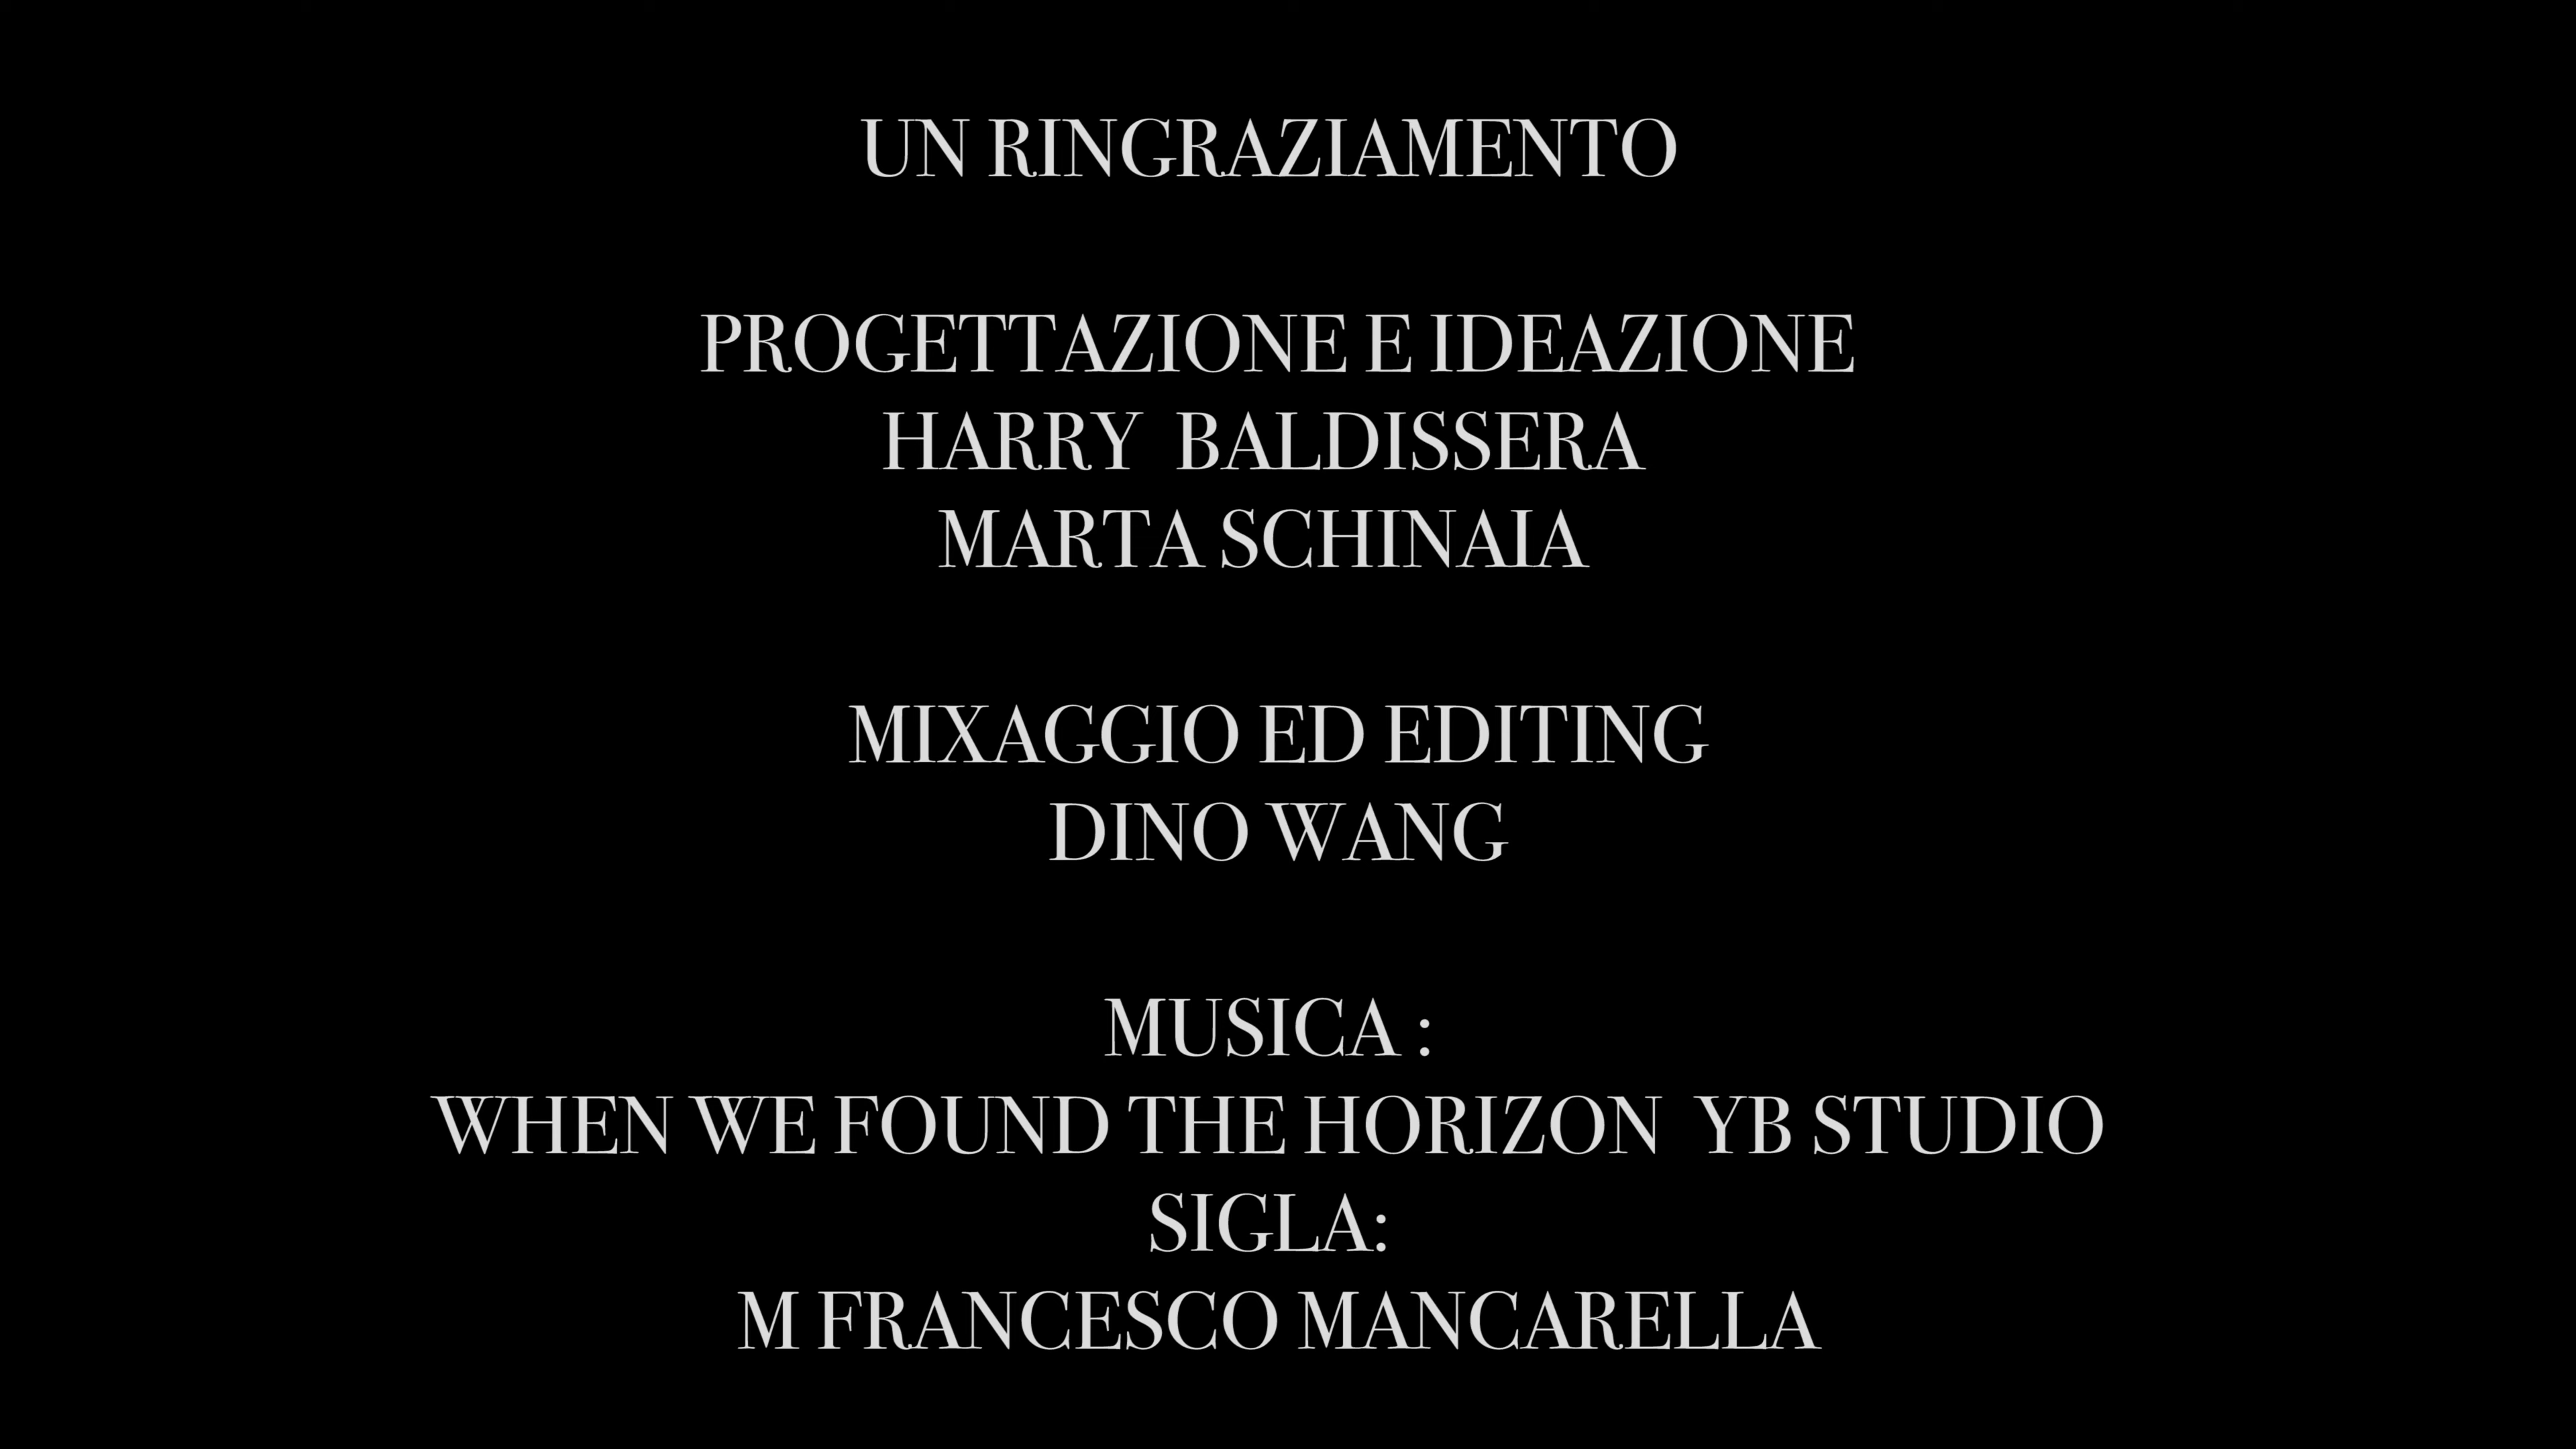 UN RINGRAZIAMENTO
PROGETTAZIONE E IDEAZIONE
HARRY BALDISSERA
MARTA SCHINAIA
MIXAGGIO ED EDITING
DINO WANG
MUSICA :
WHEN WE FOUND THE HORIZON YB STUDIO
SIGLA:
M FRANCESCO MANCARELLA